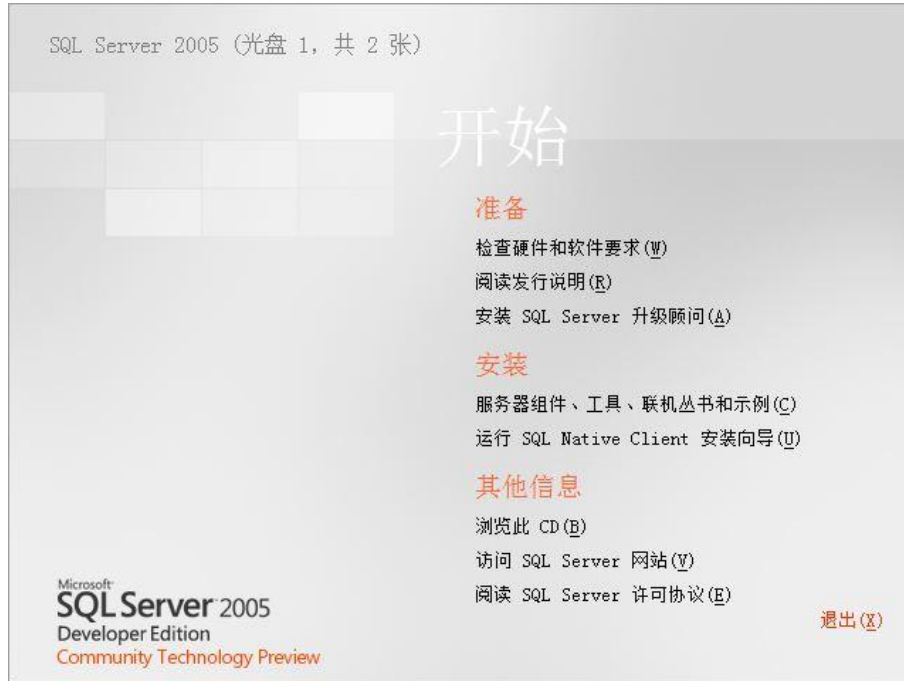 SQL Server 2005 (光盘 1, 共 2 张)
开始
准备
检查硬件和软件要求(W)
阅读发行说明(R)
安装 SQL Server 升级顾问(A)
安装
服务器组件、工具、联机丛书和示例(C)
运行 SQL Native Client 安装向导(U)
其他信息
浏览此 CD(B)
访问 SQL Server 网站(V)
阅读 SQL Server 许可协议(E)
退出(X)
Microsoft
SQL Server 2005
Developer Edition
Community Technology Preview